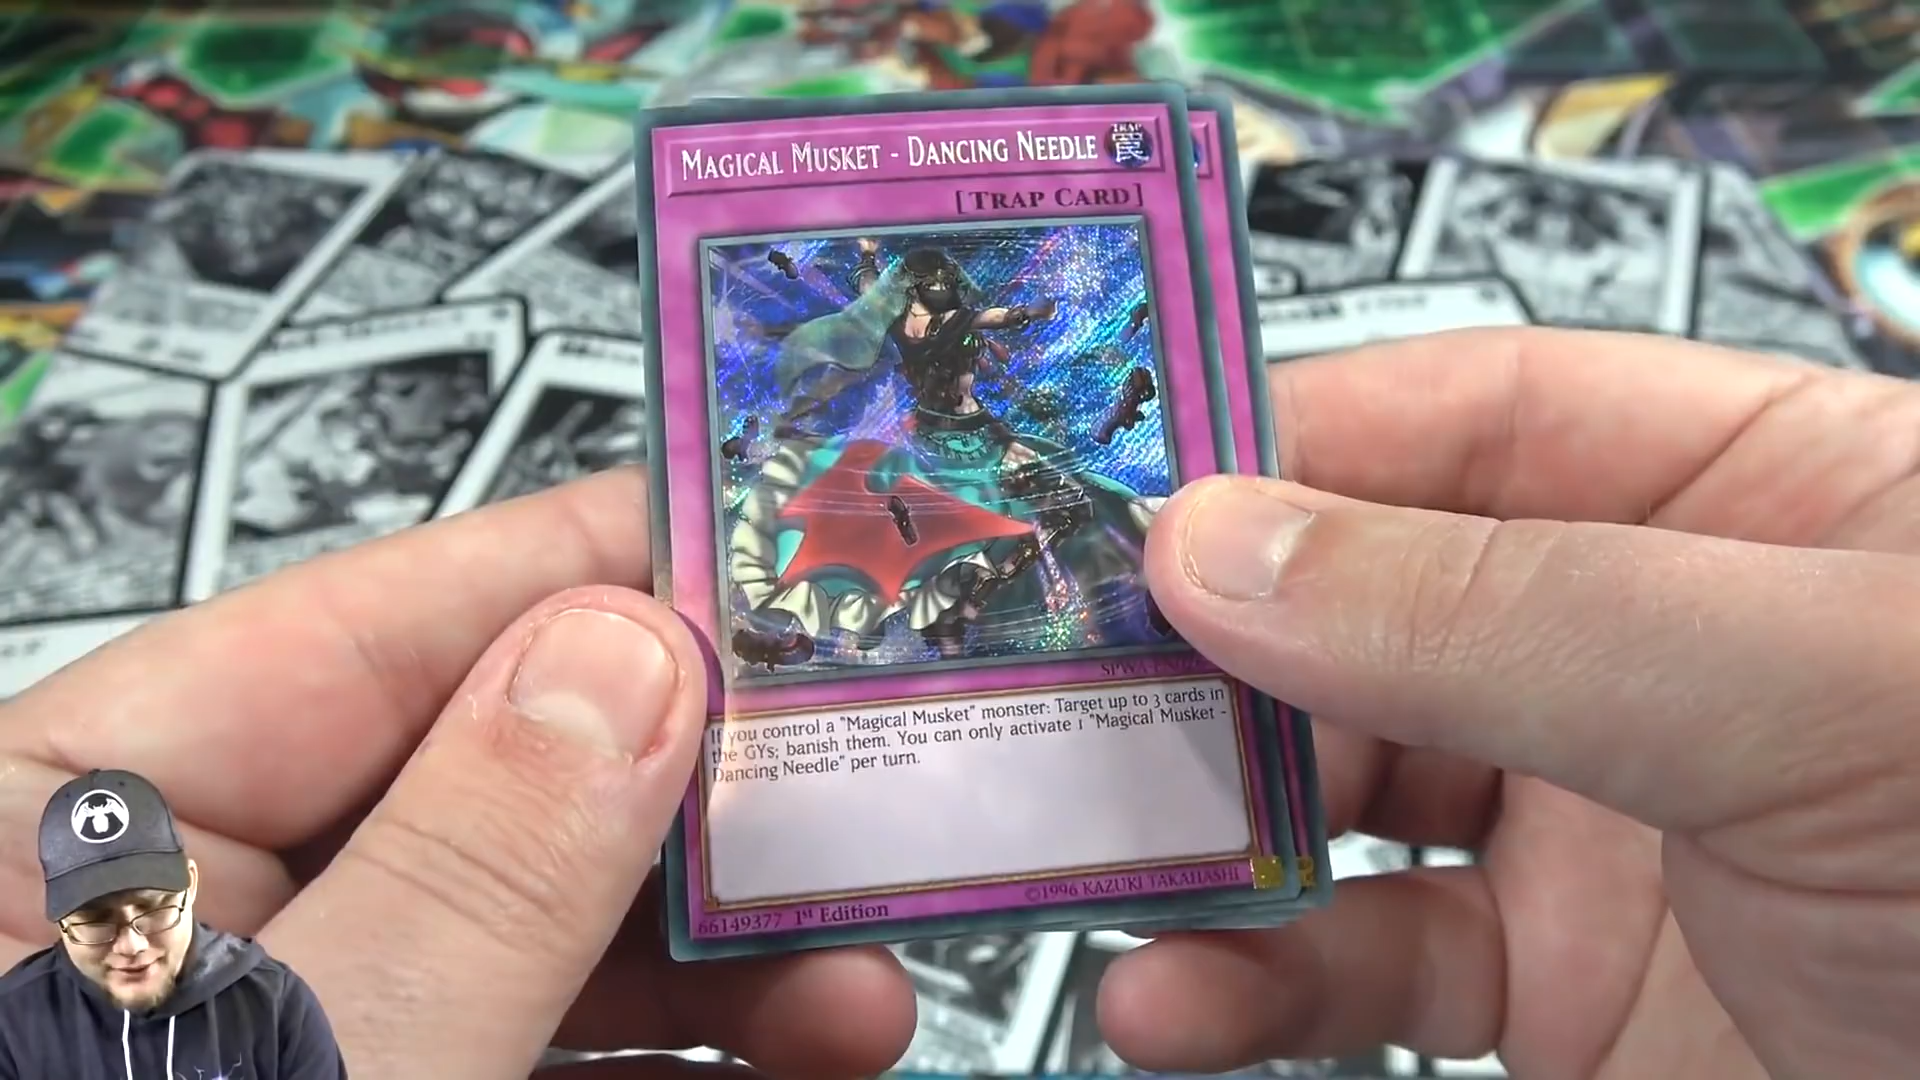 MAGICAL MUSKET - DANCING NEEDLE
TRAP
罠
[TRAP CARD]
If you control a "Magical Musket" monster: Target up to 3 cards in
the GYs; banish them. You can only activate 1 "Magical Musket -
Dancing Needle" per turn.
©1996 KAZUKI TAKAHASHI
66149377 1st Edition